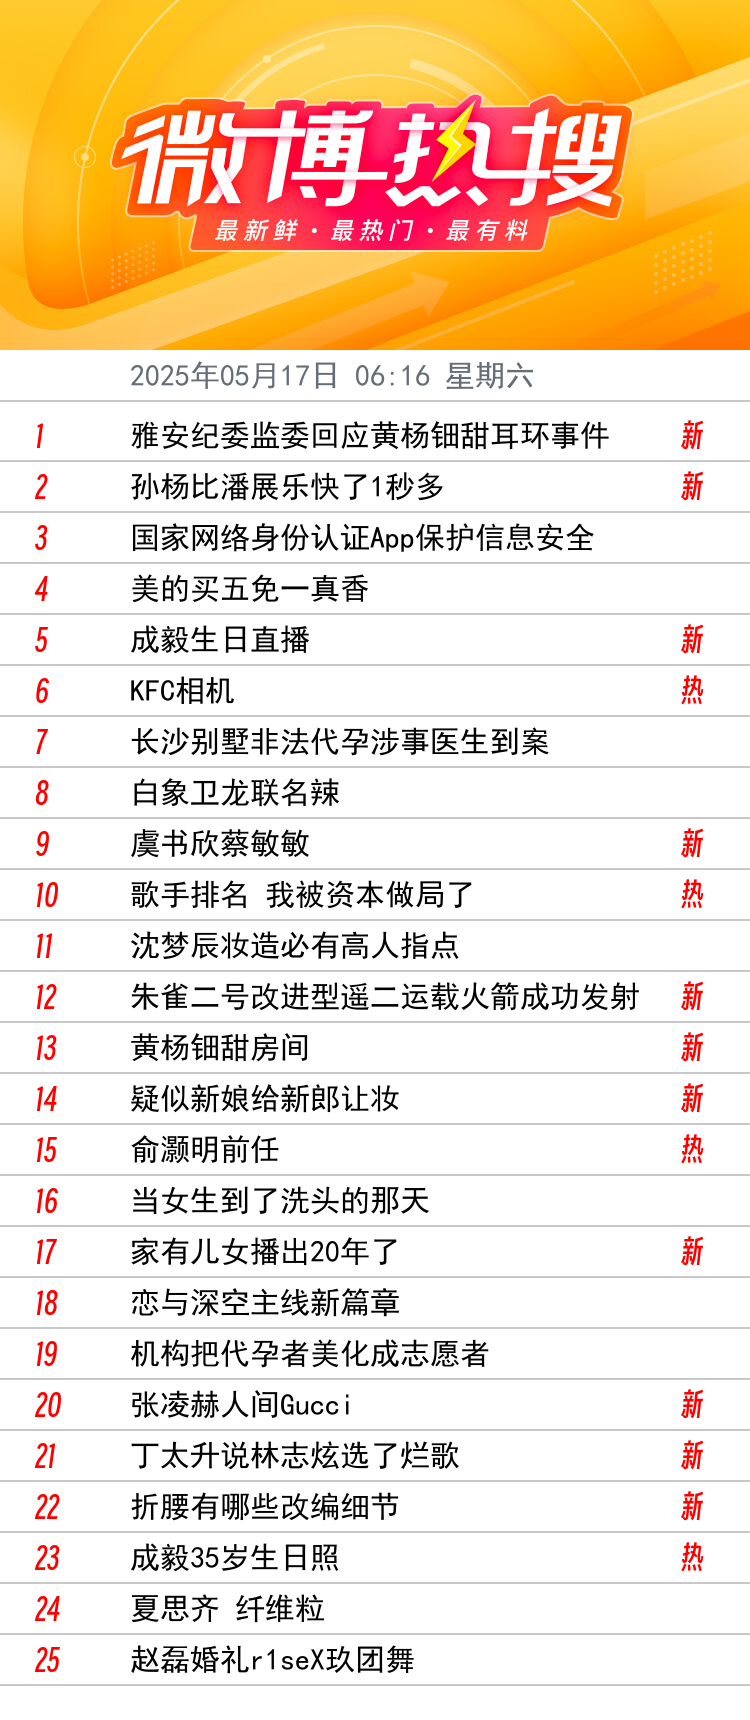 微博热搜
最新鲜·最热门·最有料
2025年05月17日 06:16 星期六
1 雅安纪委监委回应黄杨钿甜耳环事件 新
2 孙杨比潘展乐快了1秒多 新
3 国家网络身份认证App保护信息安全
4 美的买五免一真香
5 成毅生日直播 新
6 KFC相机 热
7 长沙别墅非法代孕涉事医生到案
8 白象卫龙联名辣
9 虞书欣蔡敏敏 新
10 歌手排名 我被资本做局了 热
11 沈梦辰妆造必有高人指点
12 朱雀二号改进型遥二运载火箭成功发射 新
13 黄杨钿甜房间 新
14 疑似新娘给新郎让妆 新
15 俞灏明前任 热
16 当女生到了洗头的那天
17 家有儿女播出20年了 新
18 恋与深空主线新篇章
19 机构把代孕者美化成志愿者
20 张凌赫人间Gucci 新
21 丁太升说林志炫选了烂歌 新
22 折腰有哪些改编细节 新
23 成毅35岁生日照 热
24 夏思齐 纤维粒
25 赵磊婚礼r1seX玖团舞